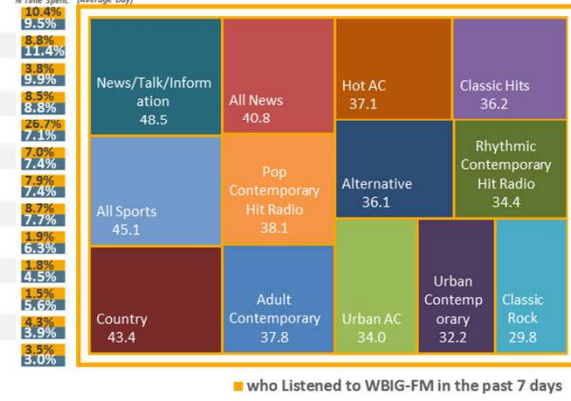 % Time Spent (Average Day)
10.4%
9.5%
8.8%
11.4%
3.8%
9.9%
8.5%
8.8%
26.7%
7.1%
7.0%
7.4%
7.9%
7.4%
8.7%
7.7%
1.9%
6.3%
1.8%
4.5%
1.5%
5.6%
4.3%
3.9%
3.5%
3.0%
News/Talk/Inform
ation
48.5
All News
40.8
Hot AC
37.1
Classic Hits
36.2
All Sports
45.1
Pop
Contemporary
Hit Radio
38.1
Alternative
36.1
Rhythmic
Contemporary
Hit Radio
34.4
Country
43.4
Adult
Contemporary
37.8
Urban AC
34.0
Urban
Contemp
orary
32.2
Classic
Rock
29.8
who Listened to WBIG-FM in the past 7 days